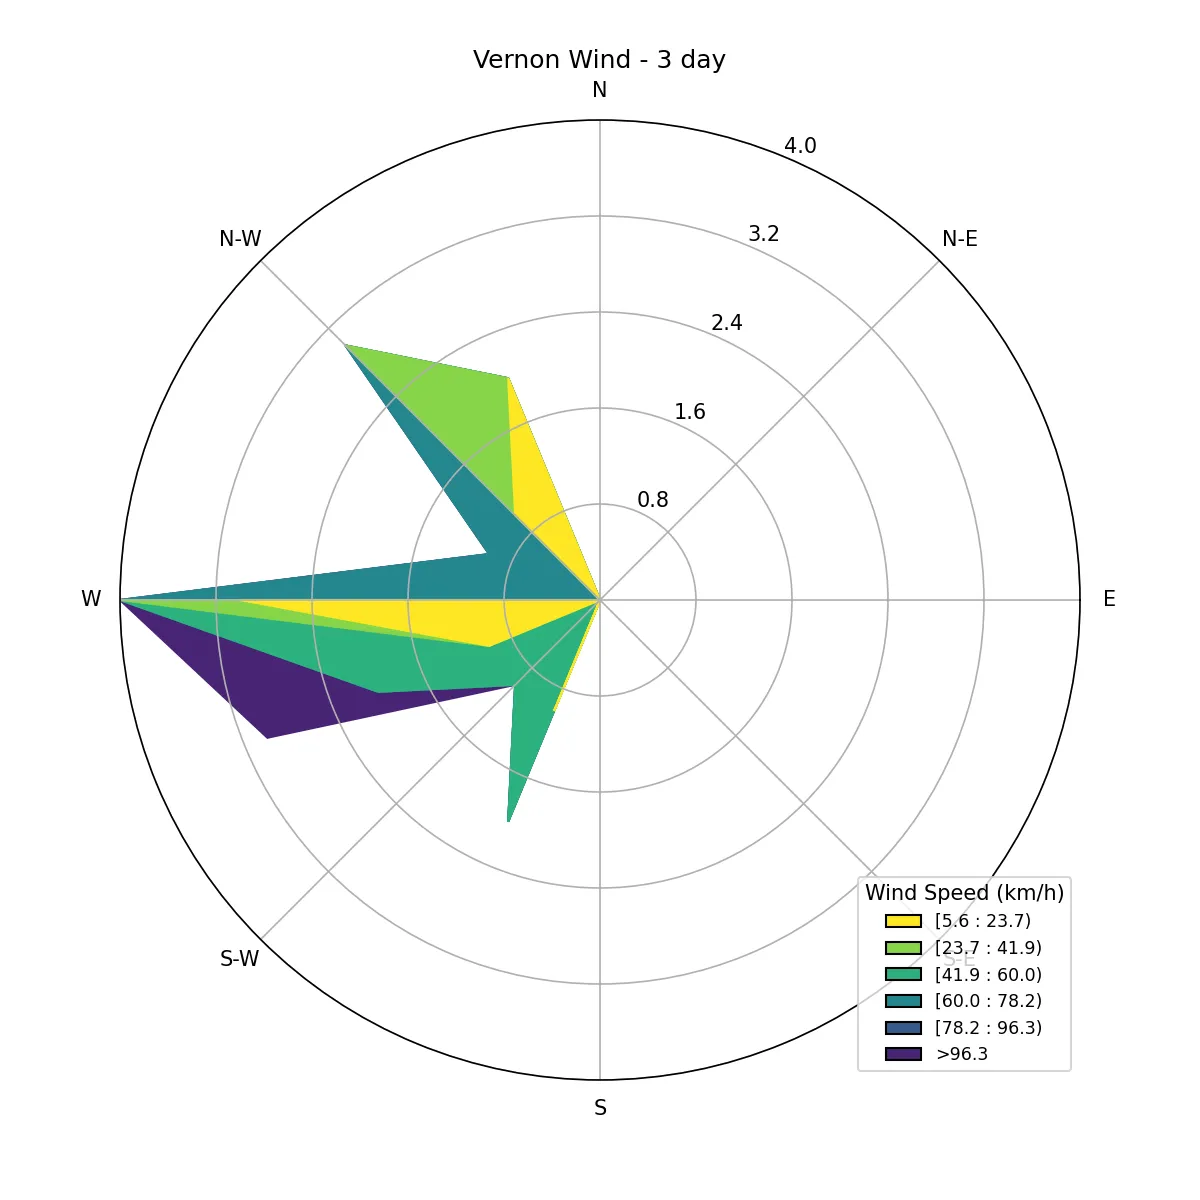 Vernon Wind - 3 day
N
4.0
N-W
N-E
3.2
2.4
1.6
0.8
W
E
S-W
S-E
S
Wind Speed (km/h)
[5.6 : 23.7)
[23.7 : 41.9)
[41.9 : 60.0)
[60.0 : 78.2)
[78.2 : 96.3)
>96.3